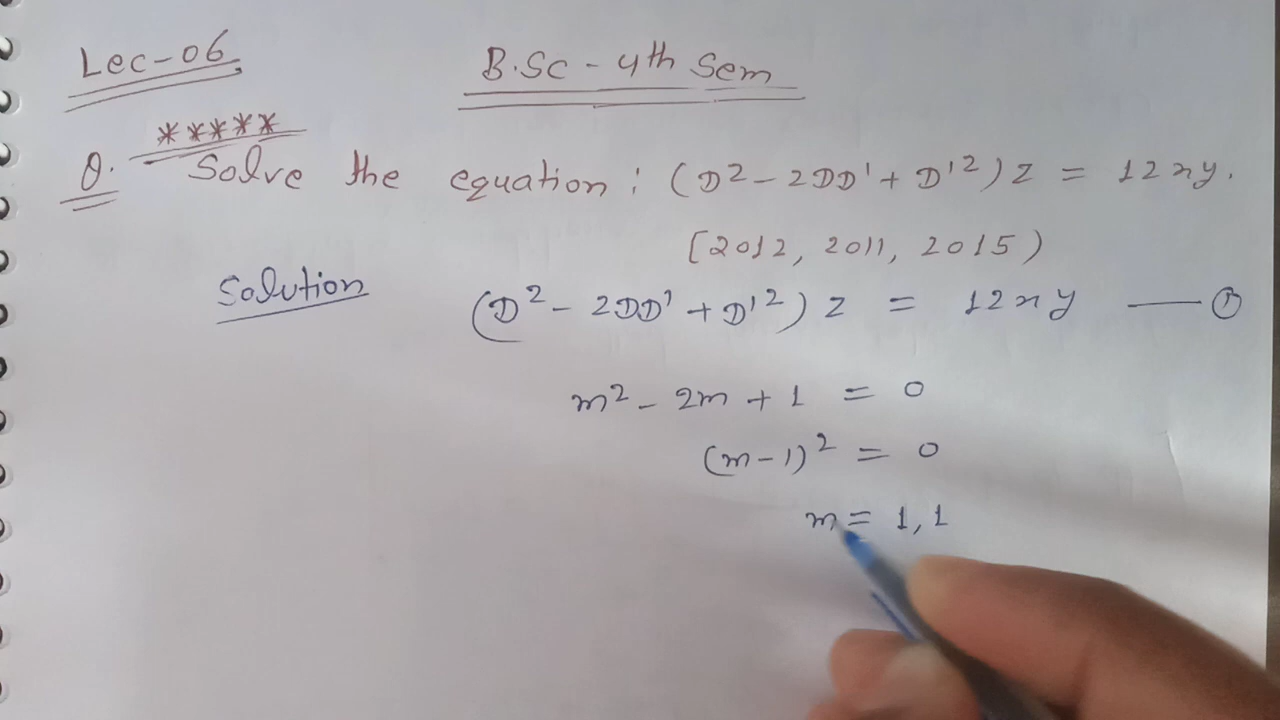 Lec-06
B.Sc - 4th Sem
*****
Q. Solve the equation : (D² - 2DD' + D'²) Z = 12xy.
[2012, 2011, 2015)
Solution (D² - 2DD' + D'²) Z = 12xy —— ①
m² - 2m + 1 = 0
(m-1)² = 0
m = 1, 1